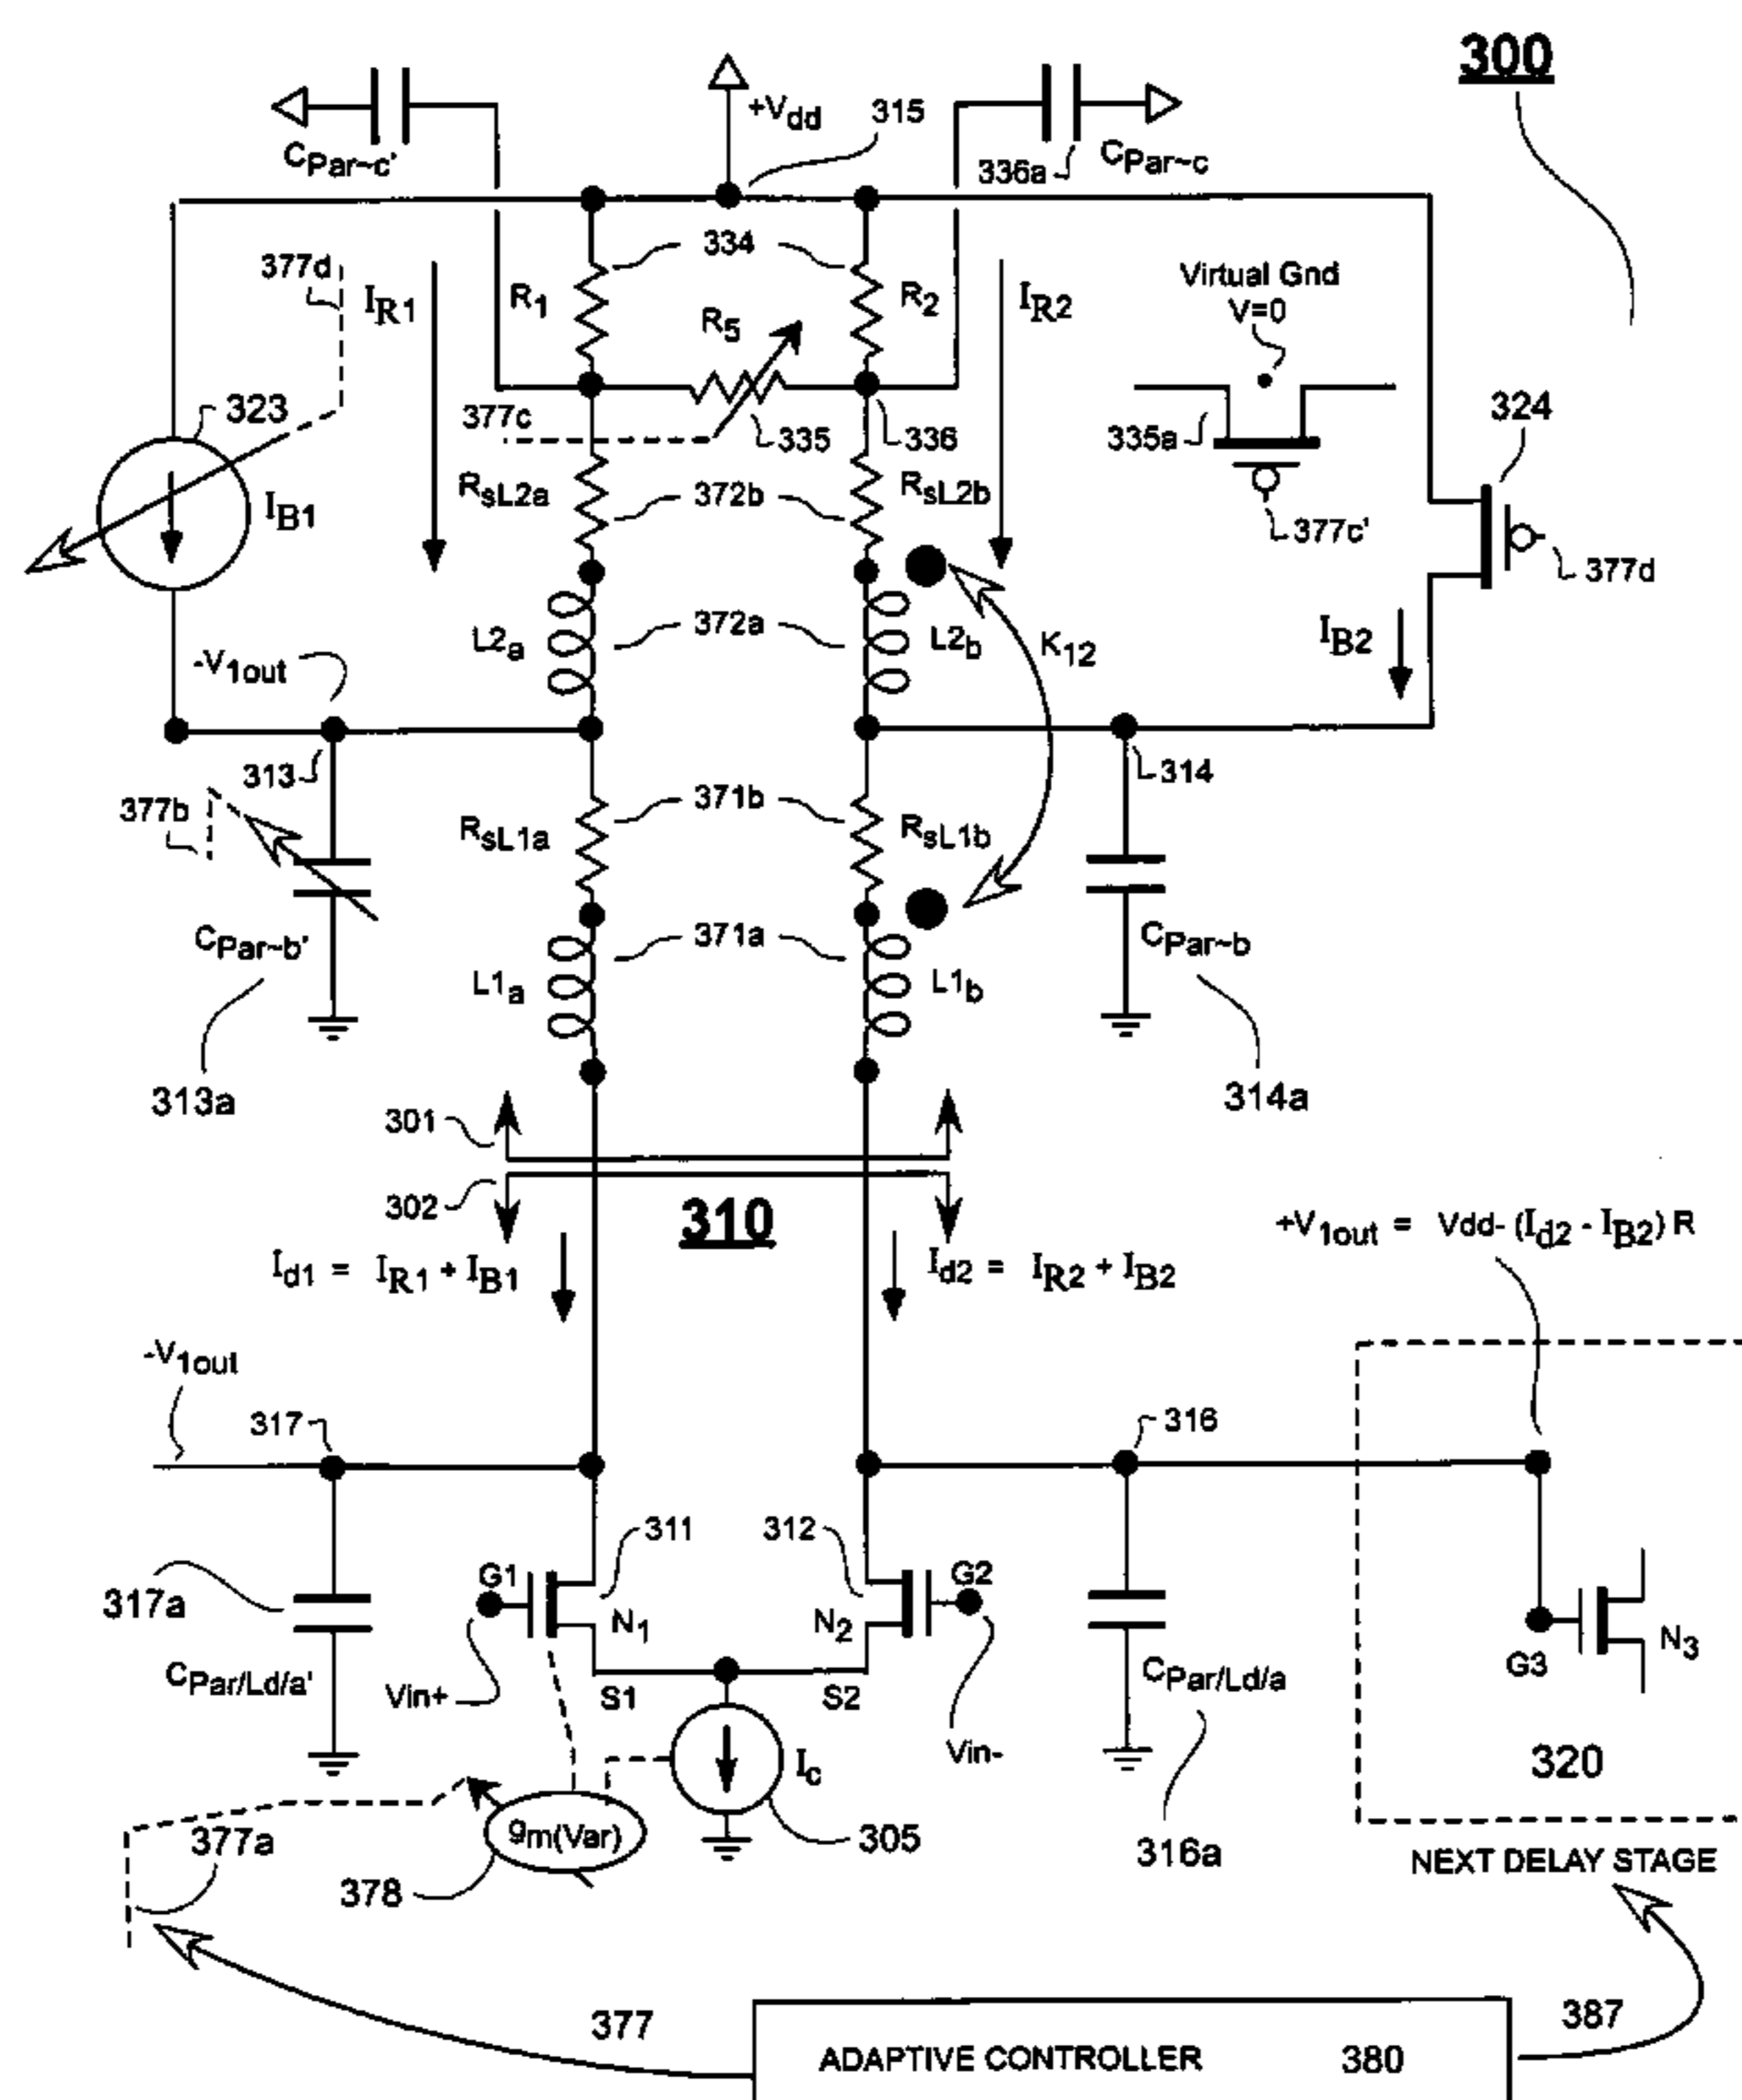 300
+Vdd
315
CPar~c'
336a
CPar~c
377d
IR1
R1
334
R2
IR2
R5
Virtual Gnd
V=0
323
377c
335
336
335a
324
IB1
RsL2a
372b
RsL2b
377c'
377d
L2a
372a
L2b
K12
IB2
-V1out
313
314
377b
RsL1a
371b
RsL1b
CPar~b'
371a
CPar~b
L1a
L1b
313a
314a
301
302
310
+V1out = Vdd- (Id2 - IB2) R
Id1 = IR1 + IB1
Id2 = IR2 + IB2
-V1out
317
316
311
312
317a
G1
G2
N1
N2
N3
G3
CPar/Ld/a'
Vin+
S1
S2
CPar/Ld/a
Vin-
Ic
320
gm(Var)
377a
305
316a
378
NEXT DELAY STAGE
377
387
ADAPTIVE CONTROLLER 380